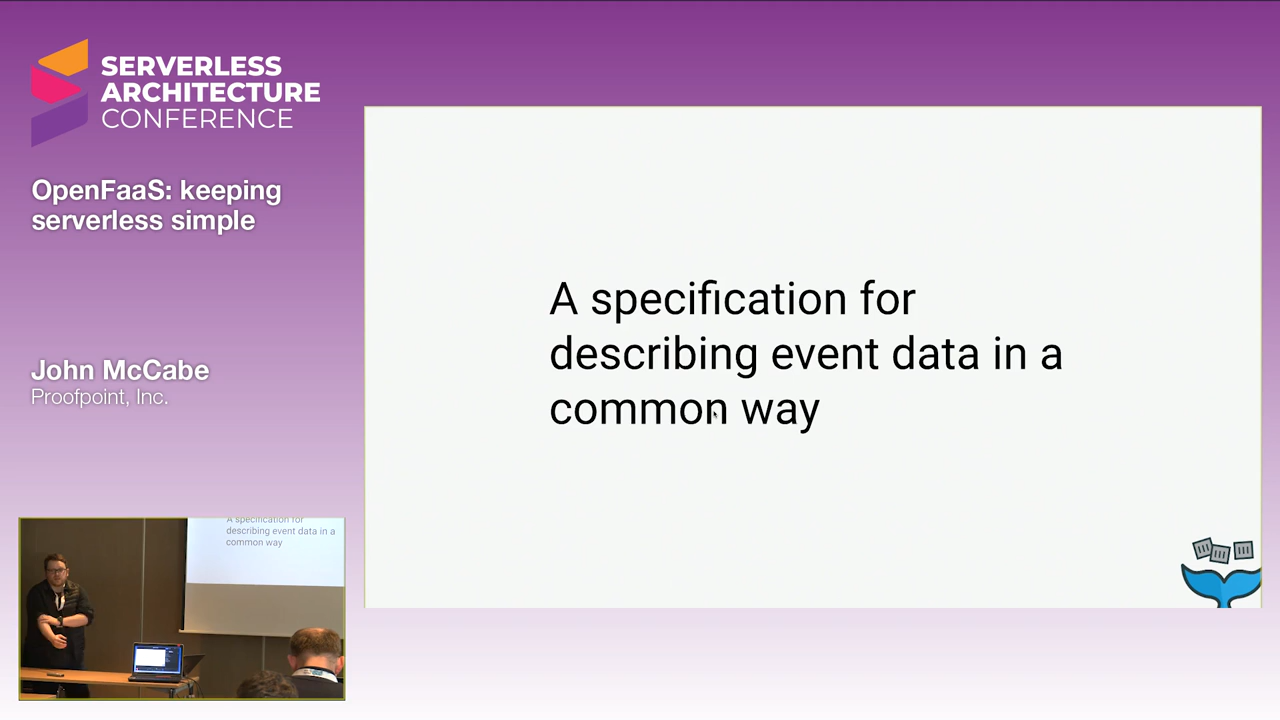 SERVERLESS
ARCHITECTURE
CONFERENCE
OpenFaaS: keeping
serverless simple
John McCabe
Proofpoint, Inc.
A specification for
describing event data in a
common way
A specification for
describing event data in a
common way